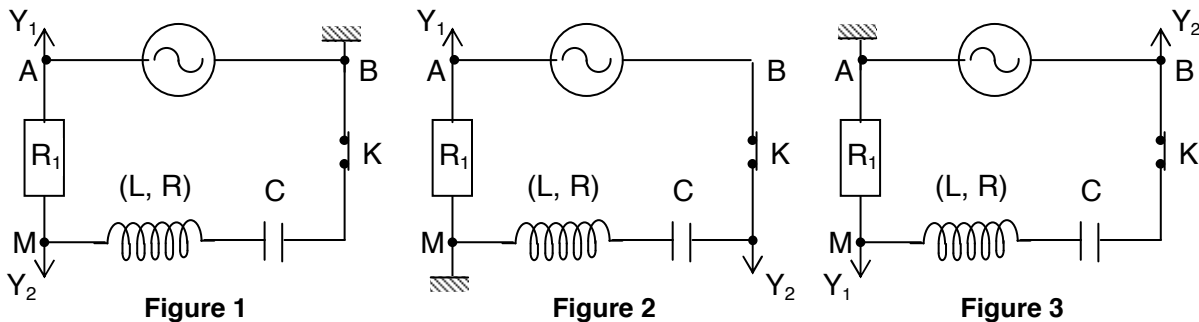 Y₁
A
B
R₁
K
(L, R)
C
M
Y₂
Figure 1
Y₁
A
B
R₁
K
(L, R)
C
M
Y₂
Figure 2
Y₂
A
B
R₁
K
(L, R)
C
M
Y₁
Figure 3